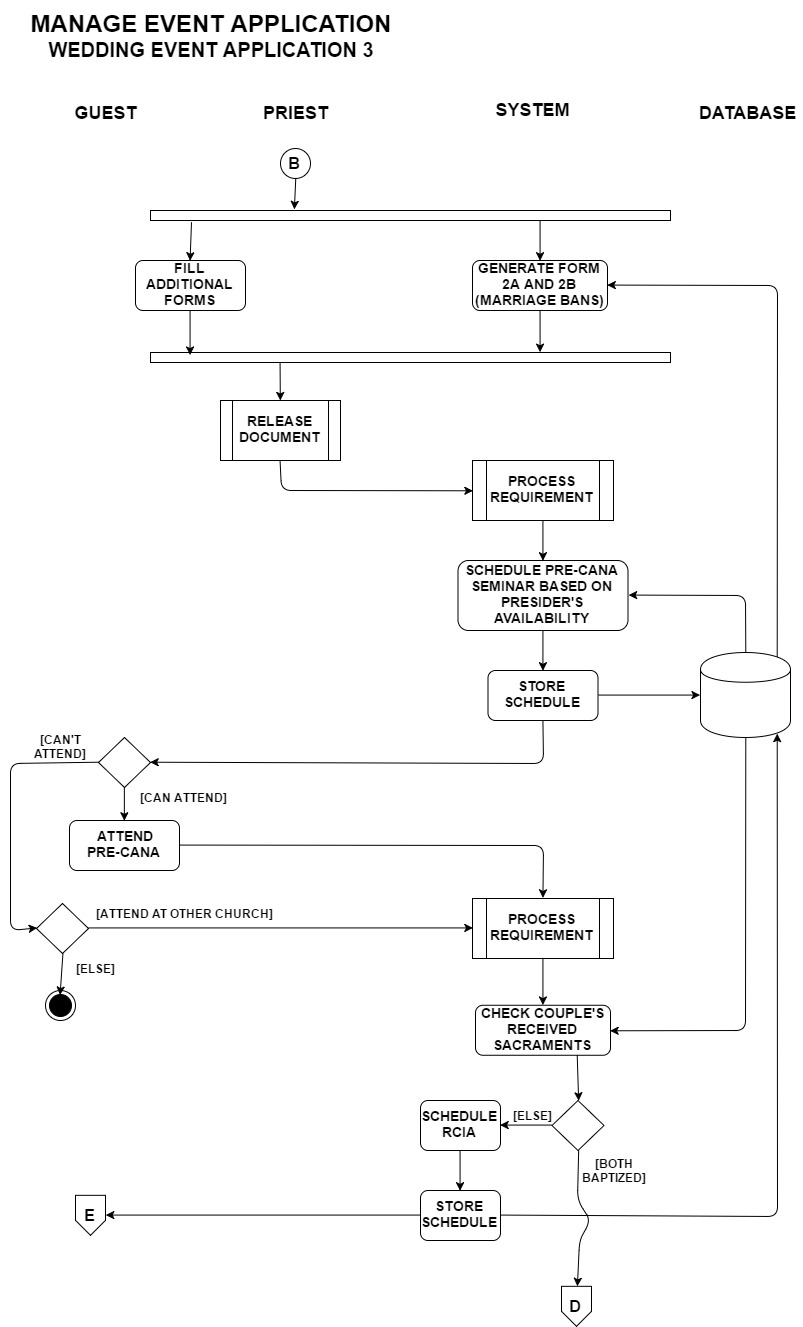 MANAGE EVENT APPLICATION
WEDDING EVENT APPLICATION 3
GUEST
PRIEST
SYSTEM
DATABASE
B
FILL
ADDITIONAL
FORMS
GENERATE FORM
2A AND 2B
(MARRIAGE BANS)
RELEASE
DOCUMENT
PROCESS
REQUIREMENT
SCHEDULE PRE-CANA
SEMINAR BASED ON
PRESIDER'S
AVAILABILITY
STORE
SCHEDULE
[CAN'T
ATTEND]
[CAN ATTEND]
ATTEND
PRE-CANA
[ATTEND AT OTHER CHURCH]
PROCESS
REQUIREMENT
[ELSE]
CHECK COUPLE'S
RECEIVED
SACRAMENTS
SCHEDULE
RCIA
[ELSE]
[BOTH
BAPTIZED]
STORE
SCHEDULE
E
D